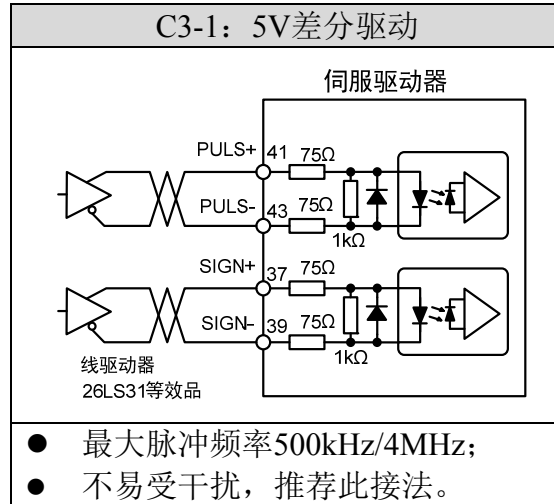 C3-1：5V差分驱动
伺服驱动器
PULS+ 41 75Ω
PULS- 43 75Ω
1kΩ
SIGN+ 37 75Ω
SIGN- 39 75Ω
1kΩ
线驱动器
26LS31等效品
● 最大脉冲频率500kHz/4MHz；
● 不易受干扰，推荐此接法。